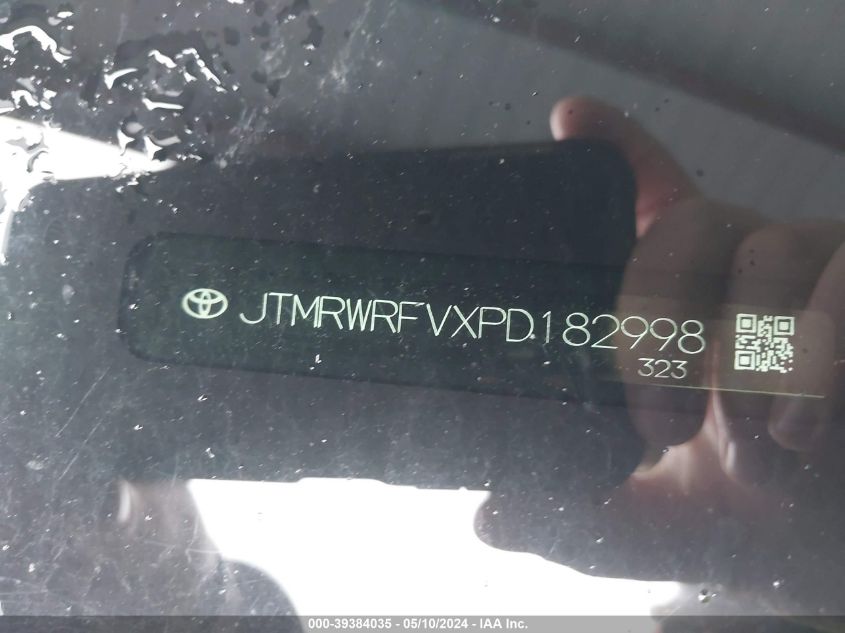 JTMRWRFVXPD182998
323
000-39384035 - 05/10/2024 - IAA Inc.